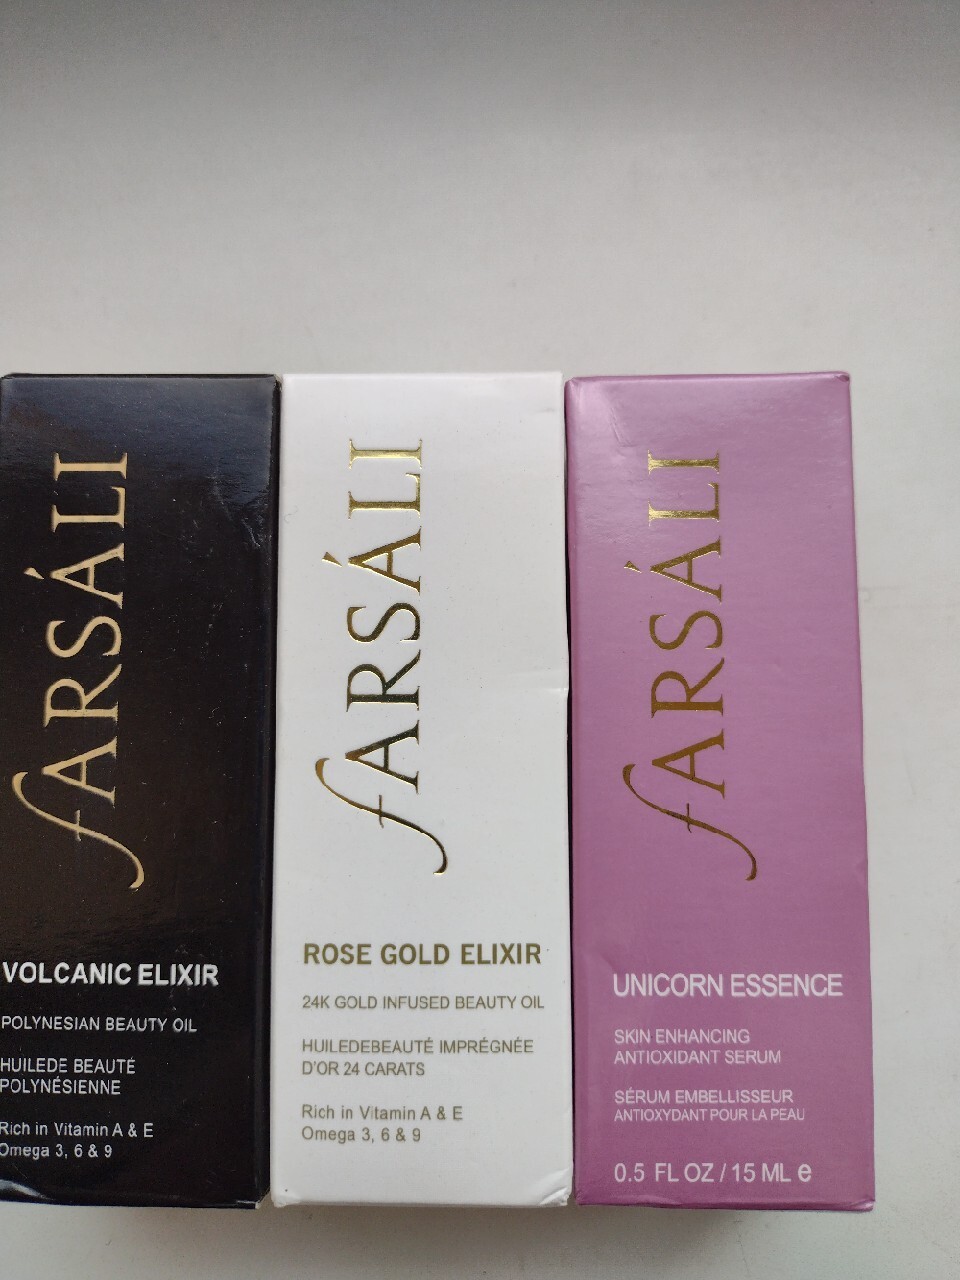 fARSÁLI
VOLCANIC ELIXIR
POLYNESIAN BEAUTY OIL
HUILEDE BEAUTÉ
POLYNÉSIENNE
Rich in Vitamin A & E
Omega 3, 6 & 9
fARSÁLI
ROSE GOLD ELIXIR
24K GOLD INFUSED BEAUTY OIL
HUILEDEBEAUTÉ IMPRÉGNÉE
D'OR 24 CARATS
Rich in Vitamin A & E
Omega 3, 6 & 9
fARSÁLI
UNICORN ESSENCE
SKIN ENHANCING
ANTIOXIDANT SERUM
SÉRUM EMBELLISSEUR
ANTIOXYDANT POUR LA PEAU
0.5 FL OZ / 15 ML e